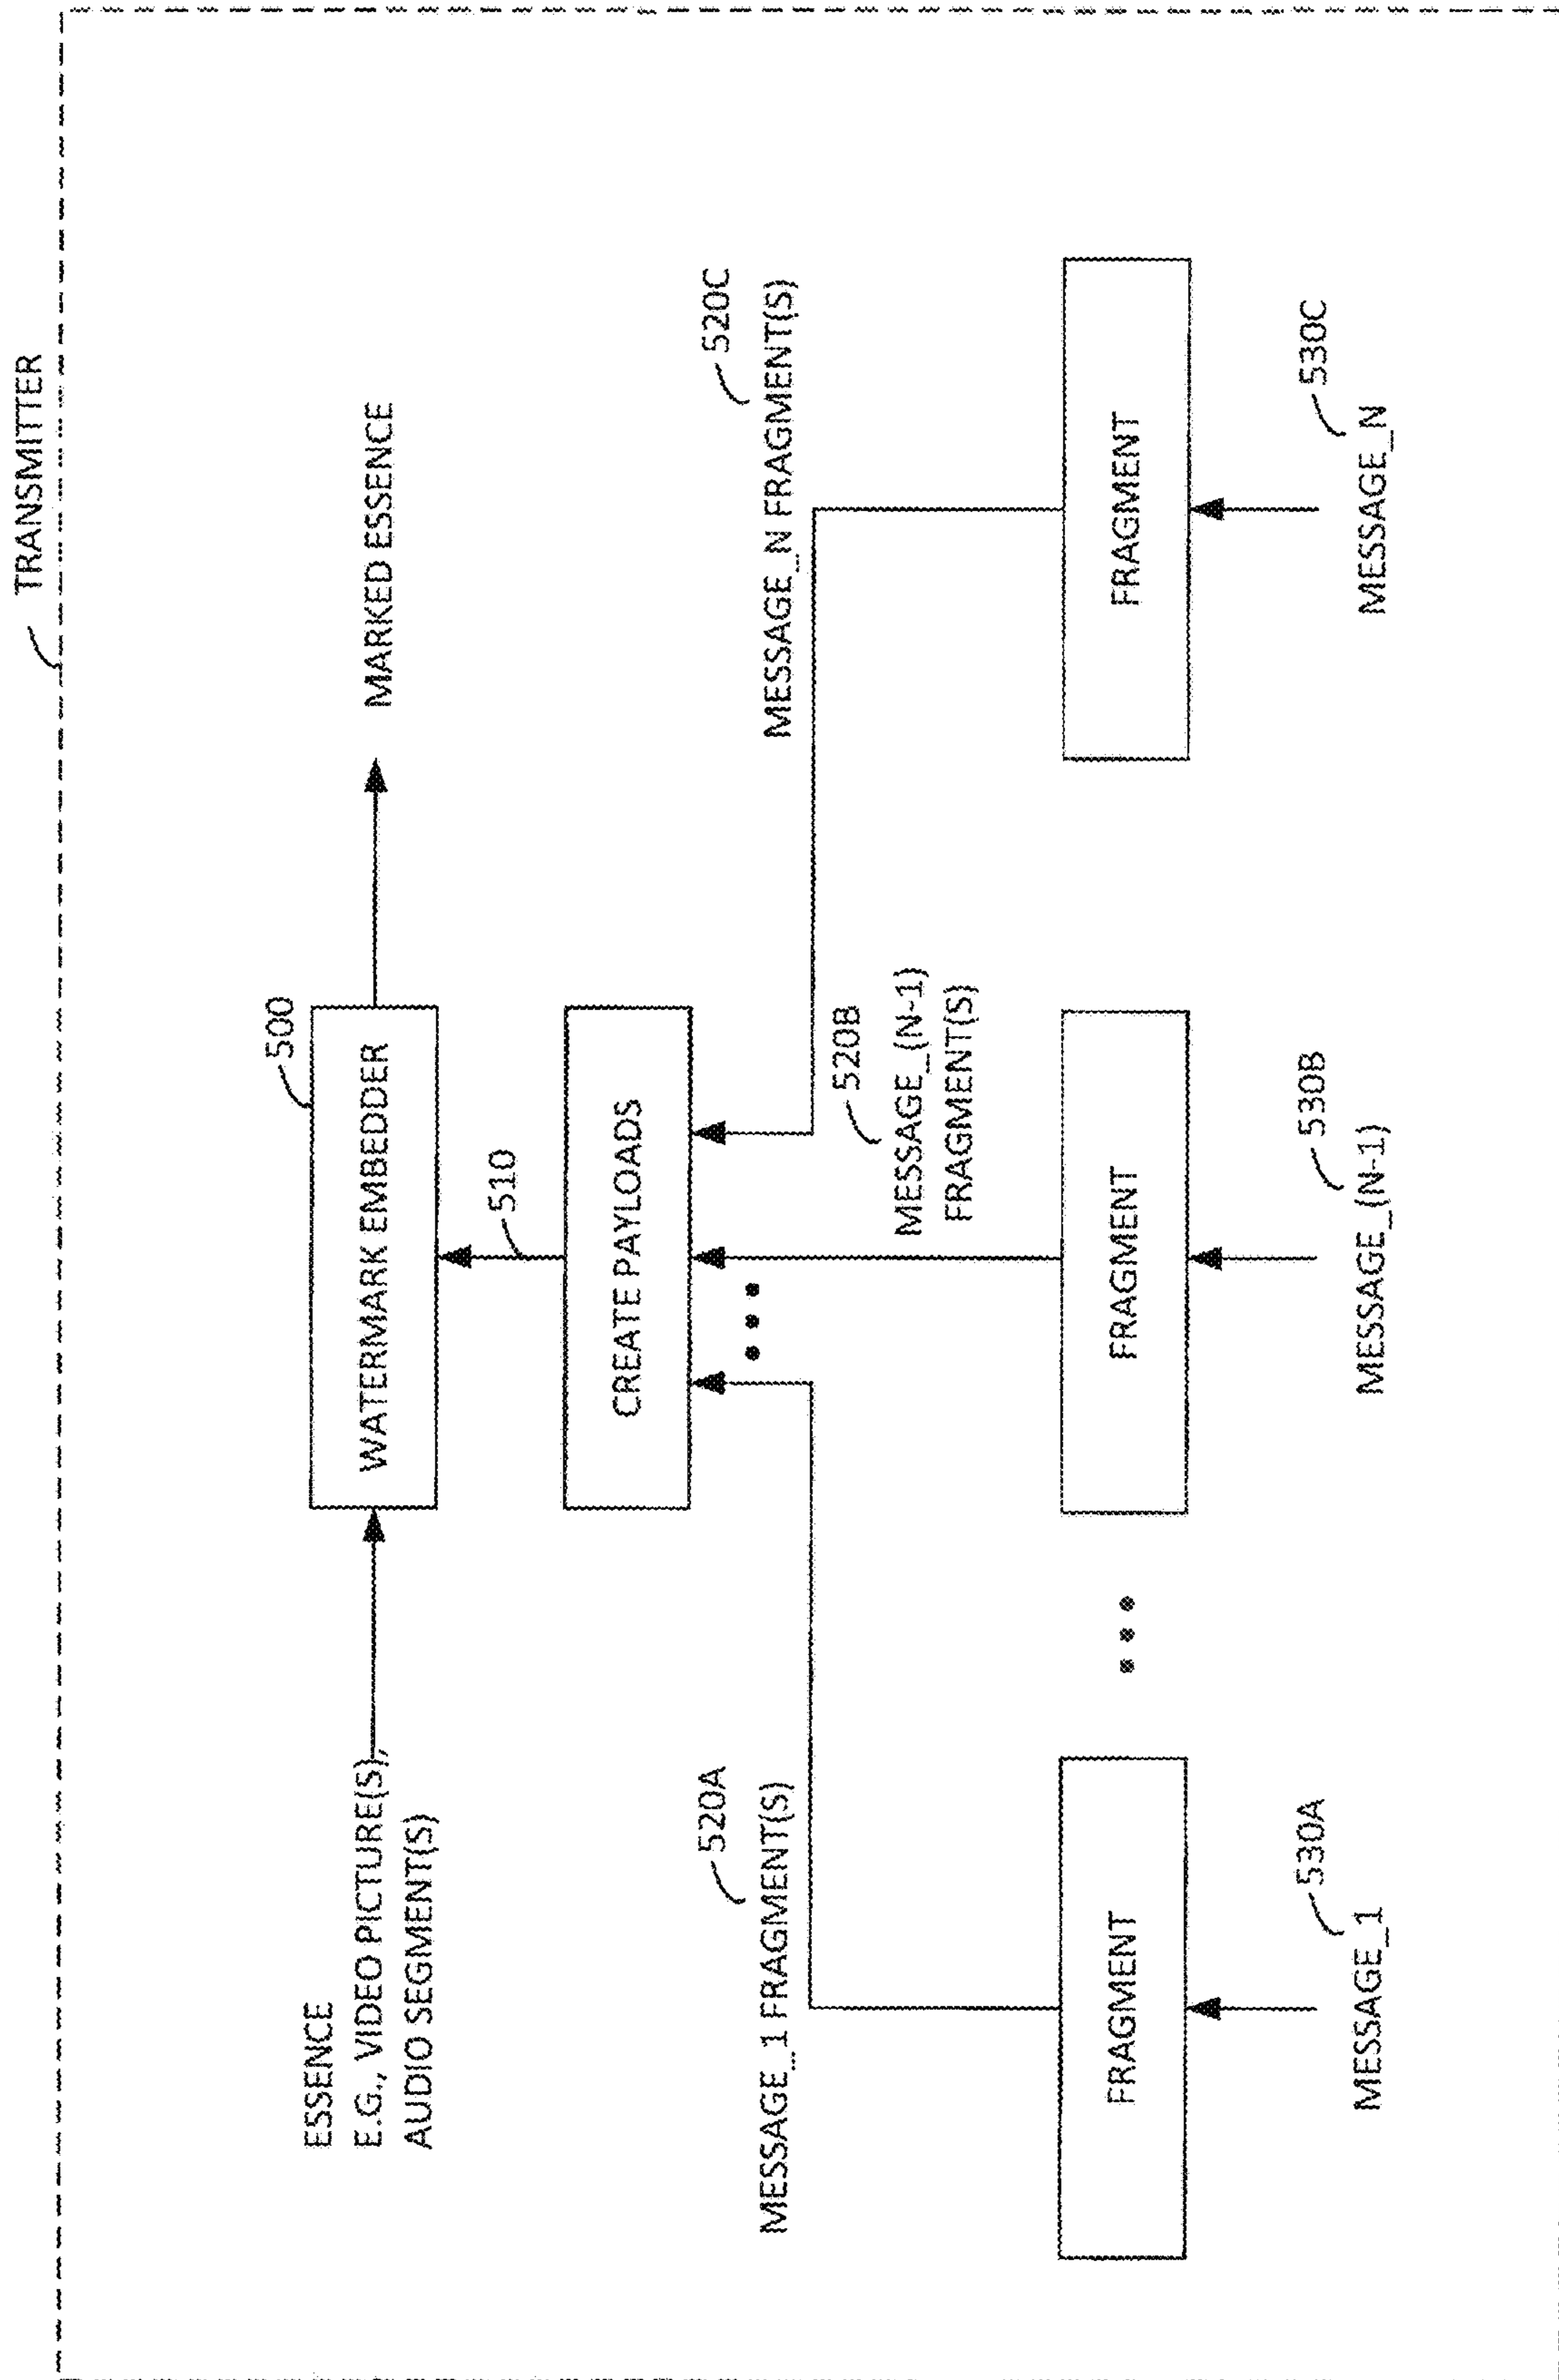 TRANSMITTER
ESSENCE
E.G., VIDEO PICTURE(S),
AUDIO SEGMENT(S)
500
WATERMARK EMBEDDER
MARKED ESSENCE
510
CREATE PAYLOADS
520A
MESSAGE_1 FRAGMENT(S)
520B
MESSAGE_(N-1)
FRAGMENT(S)
520C
MESSAGE_N FRAGMENT(S)
FRAGMENT
FRAGMENT
FRAGMENT
530A
MESSAGE_1
530B
MESSAGE_(N-1)
530C
MESSAGE_N